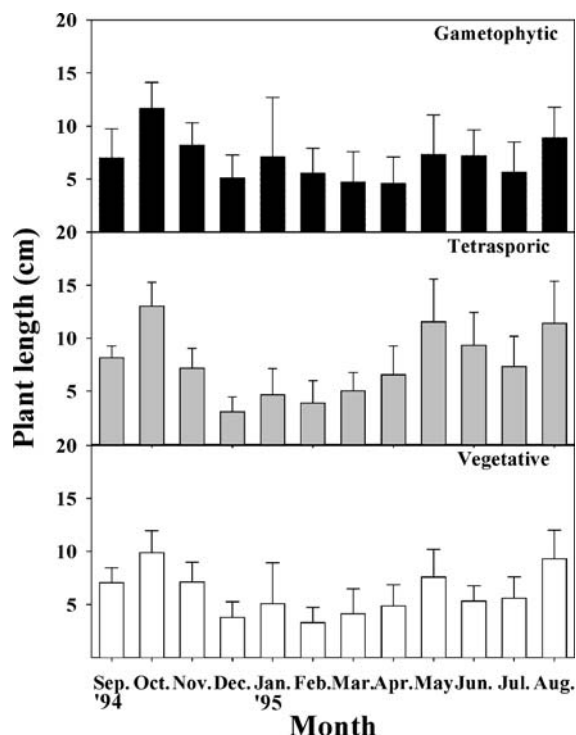 20
Gametophytic
15
10
5
20
Tetrasporic
15
10
5
20
Vegetative
15
10
5
Plant length (cm)
Sep. Oct. Nov. Dec. Jan. Feb. Mar. Apr. May Jun. Jul. Aug.
'94 '95
Month